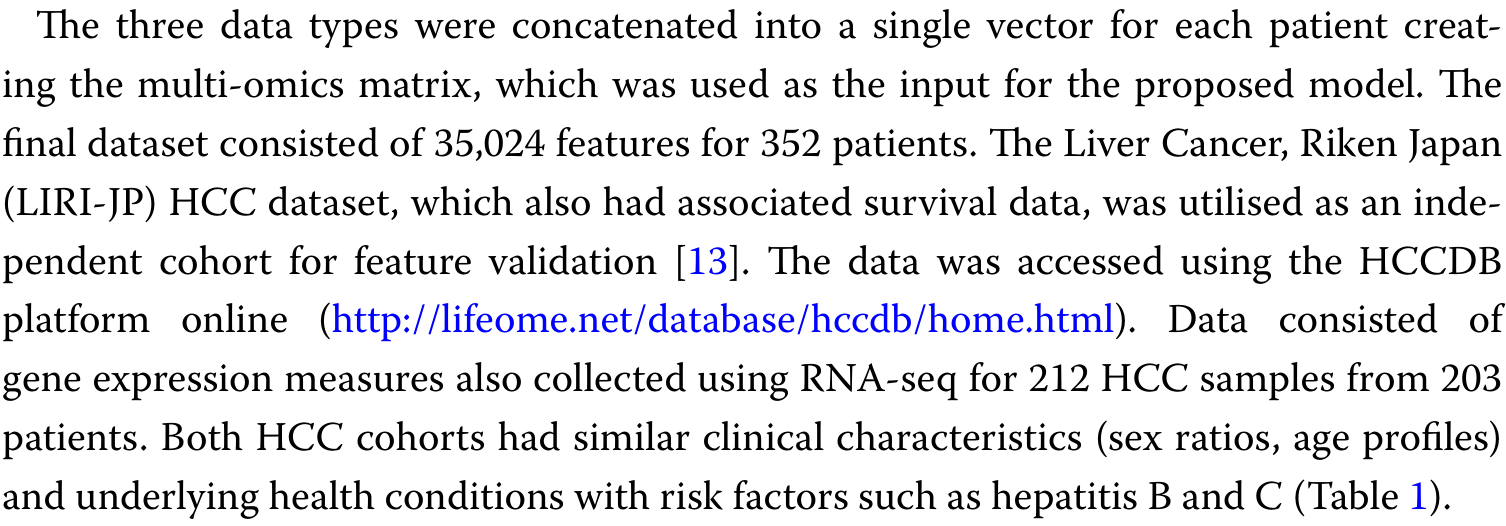 The three data types were concatenated into a single vector for each patient creat-
ing the multi-omics matrix, which was used as the input for the proposed model. The
final dataset consisted of 35,024 features for 352 patients. The Liver Cancer, Riken Japan
(LIRI-JP) HCC dataset, which also had associated survival data, was utilised as an inde-
pendent cohort for feature validation [13]. The data was accessed using the HCCDB
platform online (http://lifeome.net/database/hccdb/home.html). Data consisted of
gene expression measures also collected using RNA-seq for 212 HCC samples from 203
patients. Both HCC cohorts had similar clinical characteristics (sex ratios, age profiles)
and underlying health conditions with risk factors such as hepatitis B and C (Table 1).